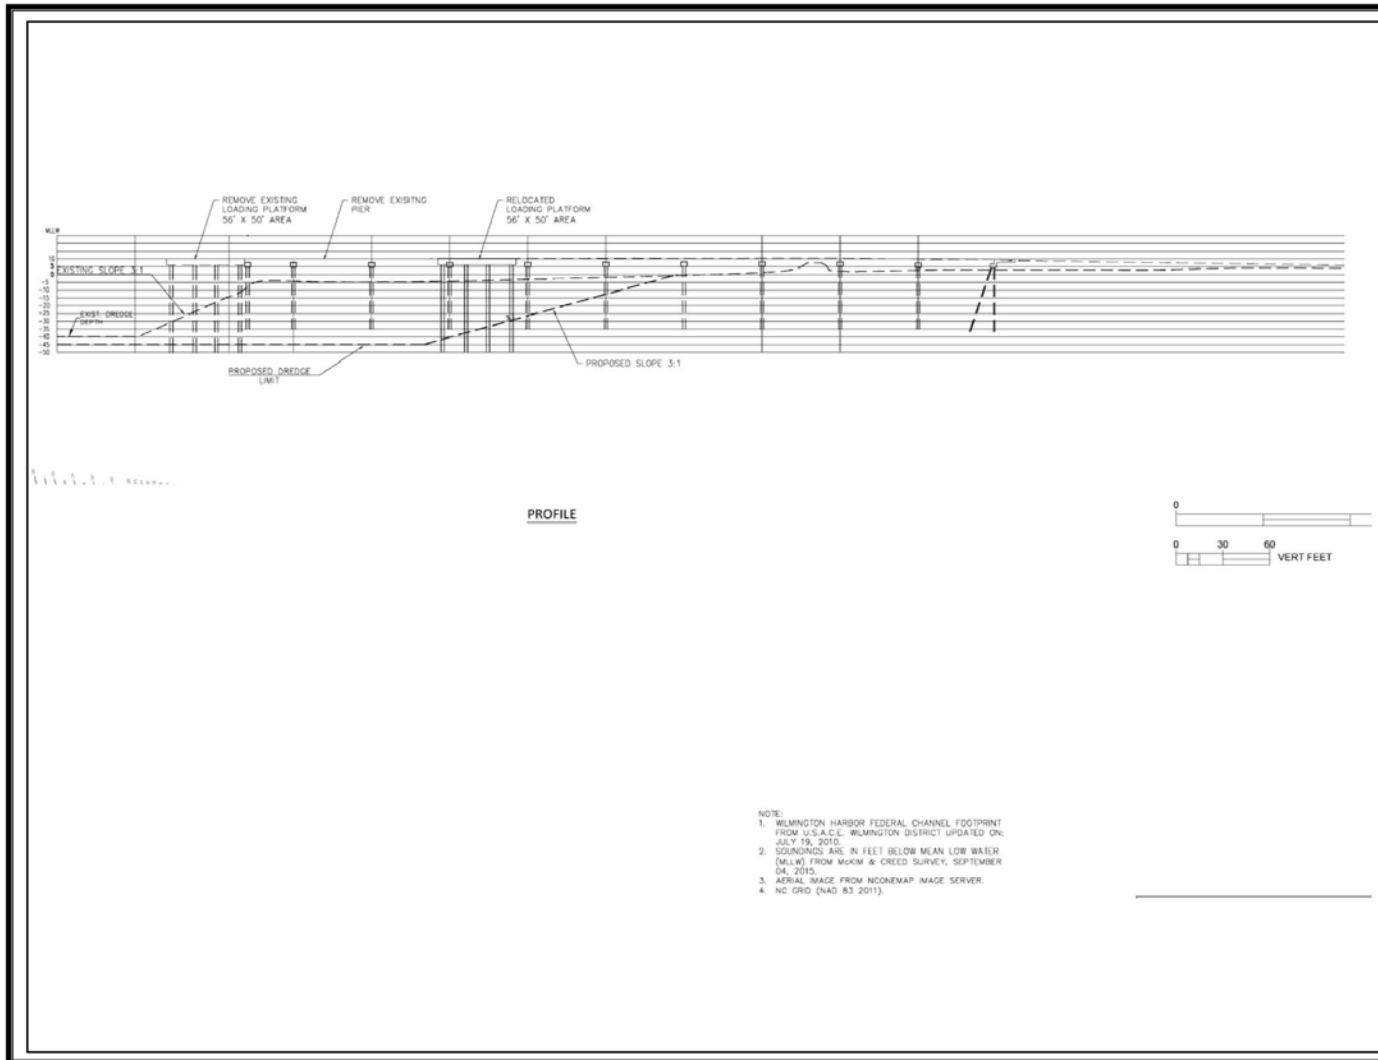 REMOVE EXISTING
LOADING PLATFORM
56' X 50' AREA
REMOVE EXISITNG
PIER
RELOCATED
LOADING PLATFORM
56' X 50' AREA
MLLW
10
5
0
-5
-10
-15
-20
-25
-30
-35
-40
-45
-50
EXISTING SLOPE 3:1
EXIST. DREDGE
DEPTH
PROPOSED DREDGE
LIMIT
PROPOSED SLOPE 3:1
PROFILE
0
0 30 60
VERT FEET
NOTE:
1. WILMINGTON HARBOR FEDERAL CHANNEL FOOTPRINT
FROM U.S.A.C.E. WILMINGTON DISTRICT UPDATED ON:
JULY 19, 2010.
2. SOUNDINGS ARE IN FEET BELOW MEAN LOW WATER
(MLLW) FROM McKIM & CREED SURVEY, SEPTEMBER
04, 2015.
3. AERIAL IMAGE FROM NCONEMAP IMAGE SERVER.
4. NC GRID (NAD 83 2011).